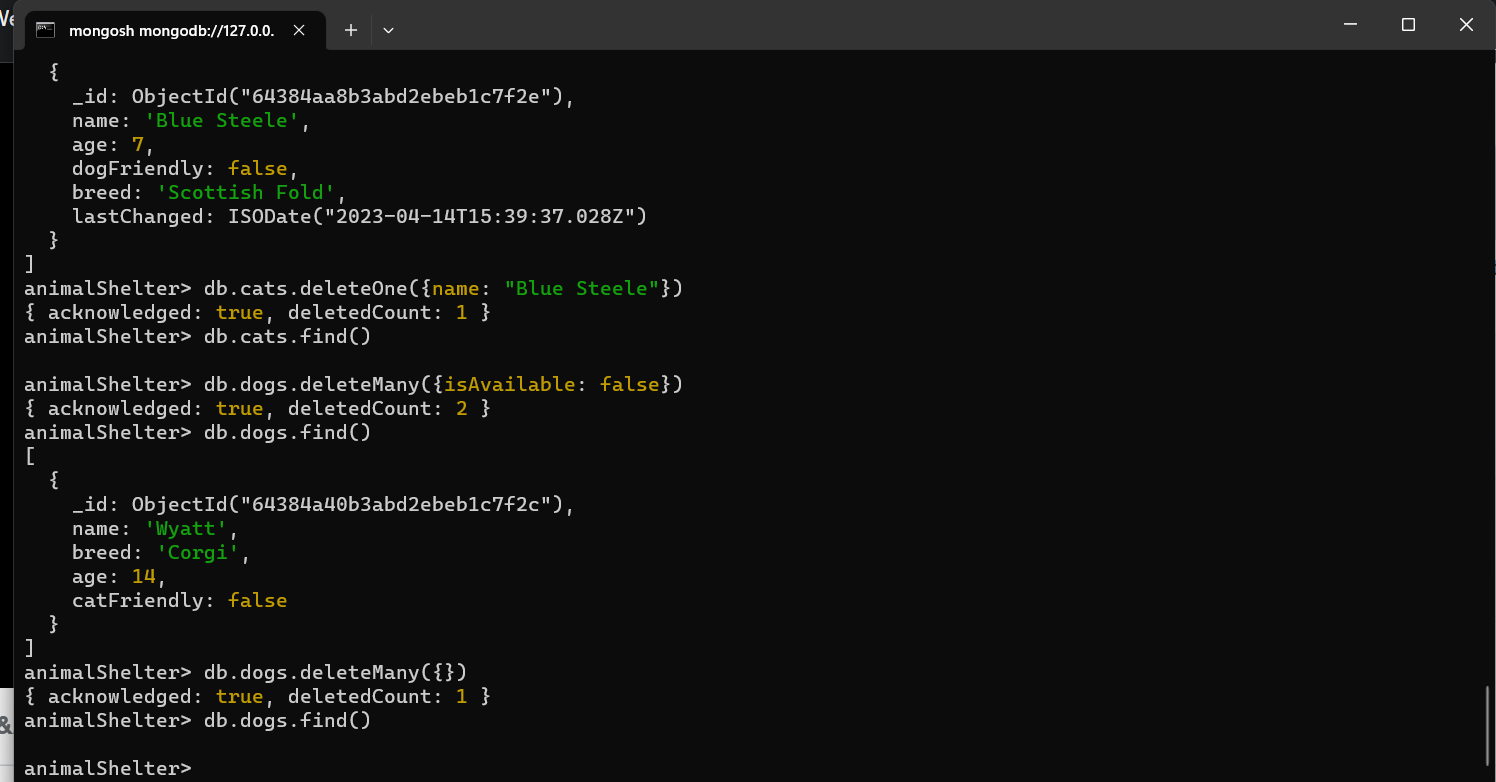 Ve
mongosh mongodb://127.0.0.
  {
    _id: ObjectId("64384aa8b3abd2ebeb1c7f2e"),
    name: 'Blue Steele',
    age: 7,
    dogFriendly: false,
    breed: 'Scottish Fold',
    lastChanged: ISODate("2023-04-14T15:39:37.028Z")
  }
]
animalShelter> db.cats.deleteOne({name: "Blue Steele"})
{ acknowledged: true, deletedCount: 1 }
animalShelter> db.cats.find()

animalShelter> db.dogs.deleteMany({isAvailable: false})
{ acknowledged: true, deletedCount: 2 }
animalShelter> db.dogs.find()
[
  {
    _id: ObjectId("64384a40b3abd2ebeb1c7f2c"),
    name: 'Wyatt',
    breed: 'Corgi',
    age: 14,
    catFriendly: false
  }
]
animalShelter> db.dogs.deleteMany({})
{ acknowledged: true, deletedCount: 1 }
animalShelter> db.dogs.find()
&

animalShelter>